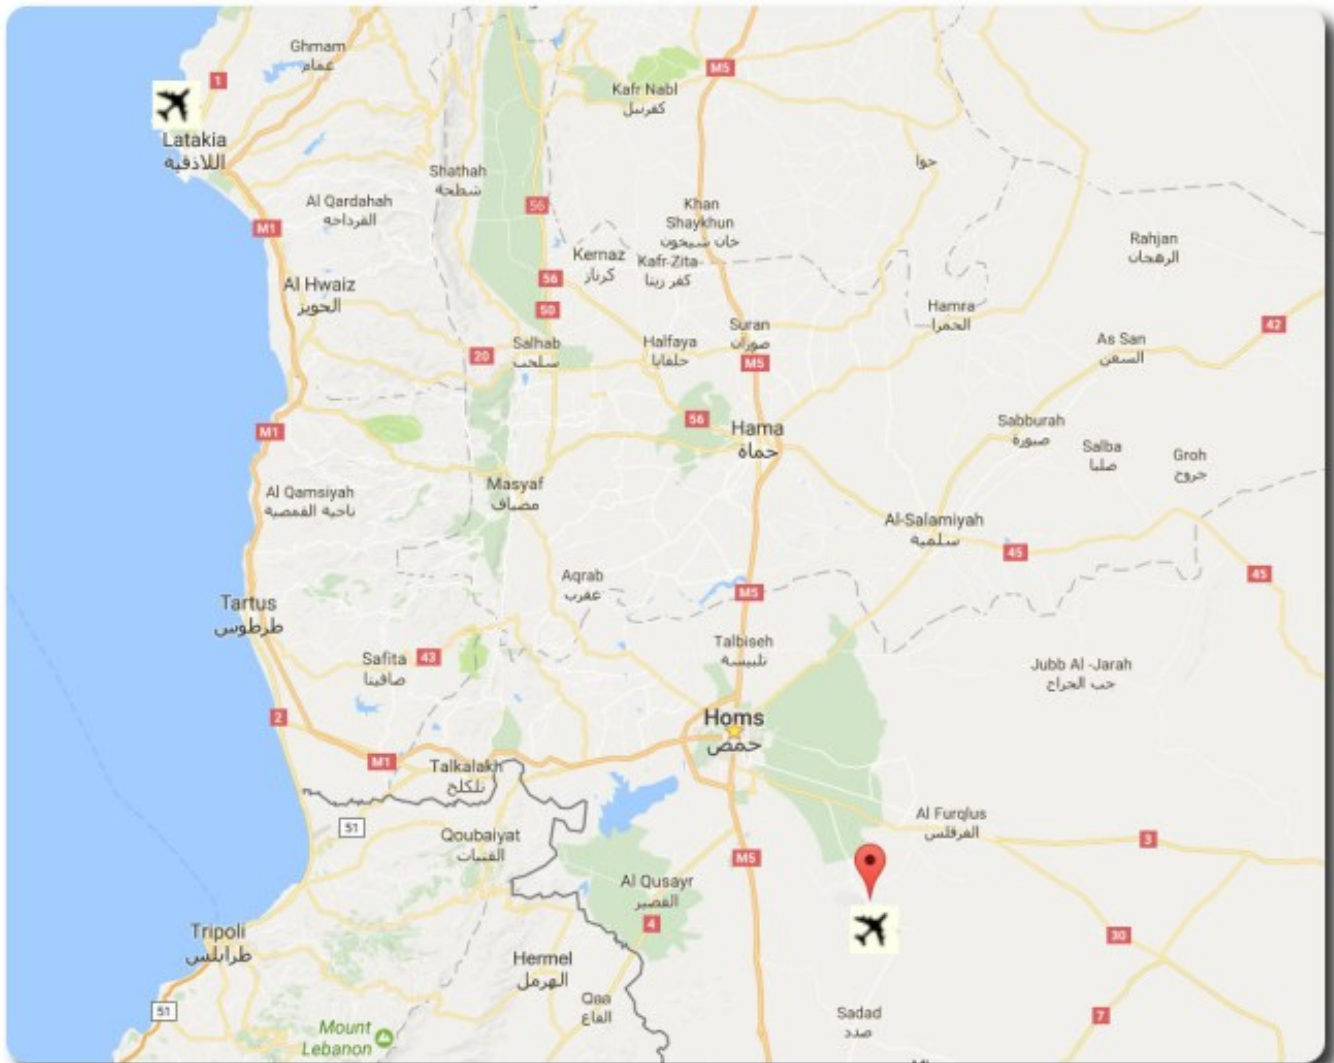 Ghmam
عمام
1
M5
Kafr Nabl
كفرنبل
Latakia
اللاذقية
حوا
Shathah
شطحة
Al Qardahah
القرداحه
56
Khan
Shaykhun
خان شيخون
M1
Rahjan
الرهجان
Kernaz
كرناز
Kafr-Zita
كفر زيتا
56
Al Hwaiz
الحويز
50
Hamra
الحمرا
42
Suran
صوران
Salhab
سلحب
Halfaya
حلفايا
As San
السعن
20
M5
56
M1
Hama
حماة
Sabburah
صبورة
Salba
صلبا
Groh
جروح
Masyaf
مصياف
Al Qamsiyah
ناحية القمصية
Al-Salamiyah
سلمية
45
45
Aqrab
عقرب
M5
Tartus
طرطوس
Talbiseh
تلبيسة
Safita
صافيتا
43
Jubb Al -Jarah
جب الجراح
2
Homs
حمص
M1
Talkalakh
تلكلخ
51
Qoubaiyat
القبيات
Al Furqlus
الفرقلس
3
M5
Al Qusayr
القصير
4
Tripoli
طرابلس
30
Hermel
الهرمل
Qaa
القاع
51
Sadad
صدد
7
Mount
Lebanon